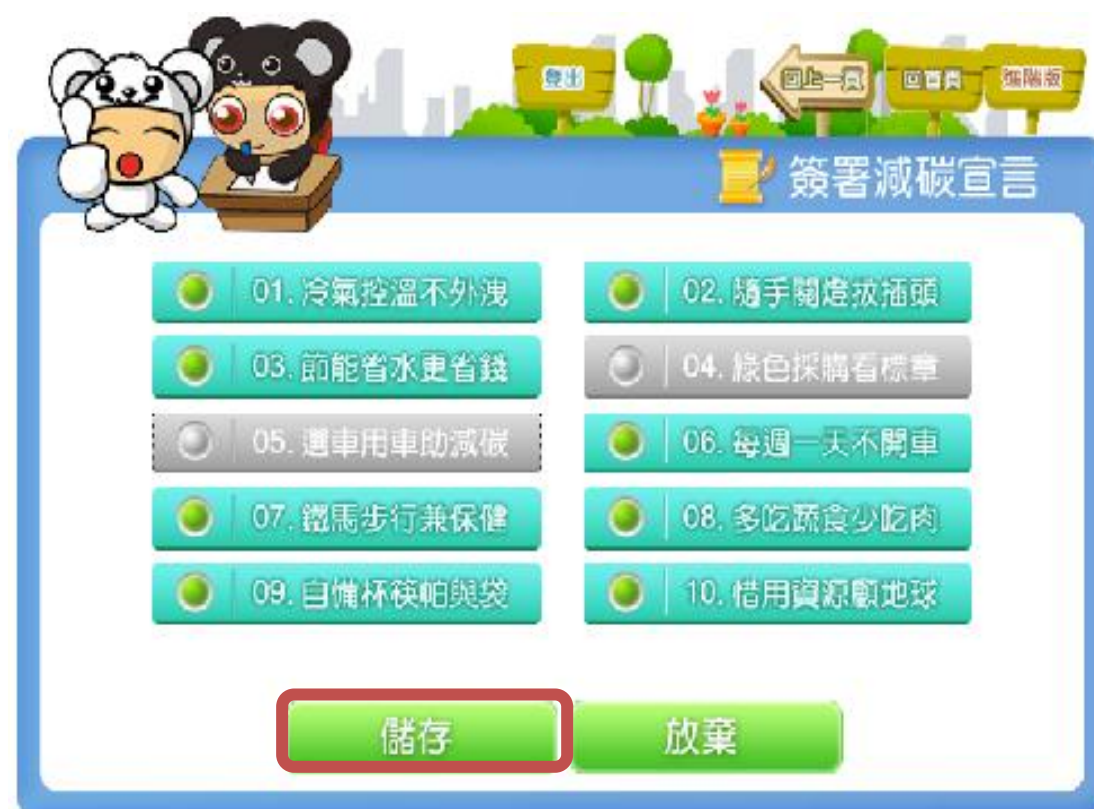 登出
回上一頁
回首頁
進階版
簽署減碳宣言
01. 冷氣控溫不外洩
02. 隨手關燈拔插頭
03. 節能省水更省錢
04. 綠色採購看標章
05. 選車用車助減碳
06. 每週一天不開車
07. 鐵馬步行兼保健
08. 多吃蔬食少吃肉
09. 自備杯筷帕與袋
10. 惜用資源顧地球
儲存
放棄